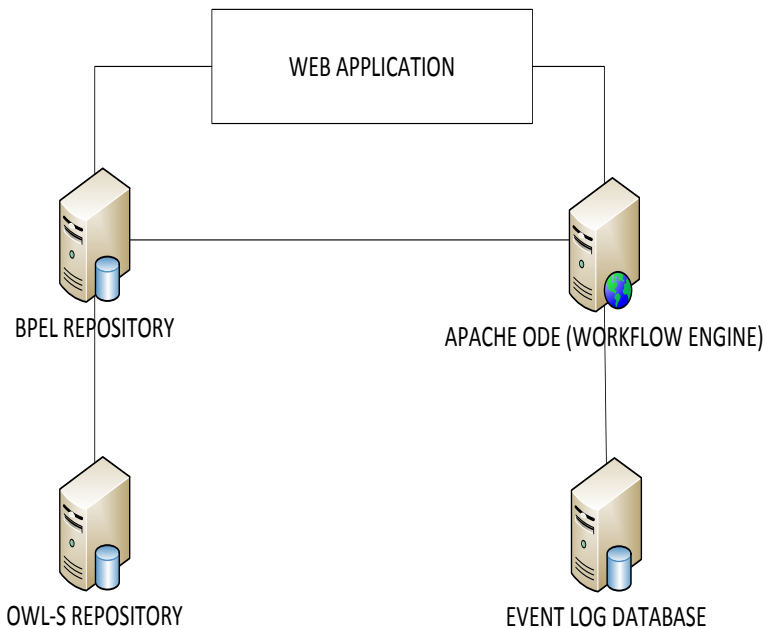 WEB APPLICATION
BPEL REPOSITORY
APACHE ODE (WORKFLOW ENGINE)
OWL-S REPOSITORY
EVENT LOG DATABASE